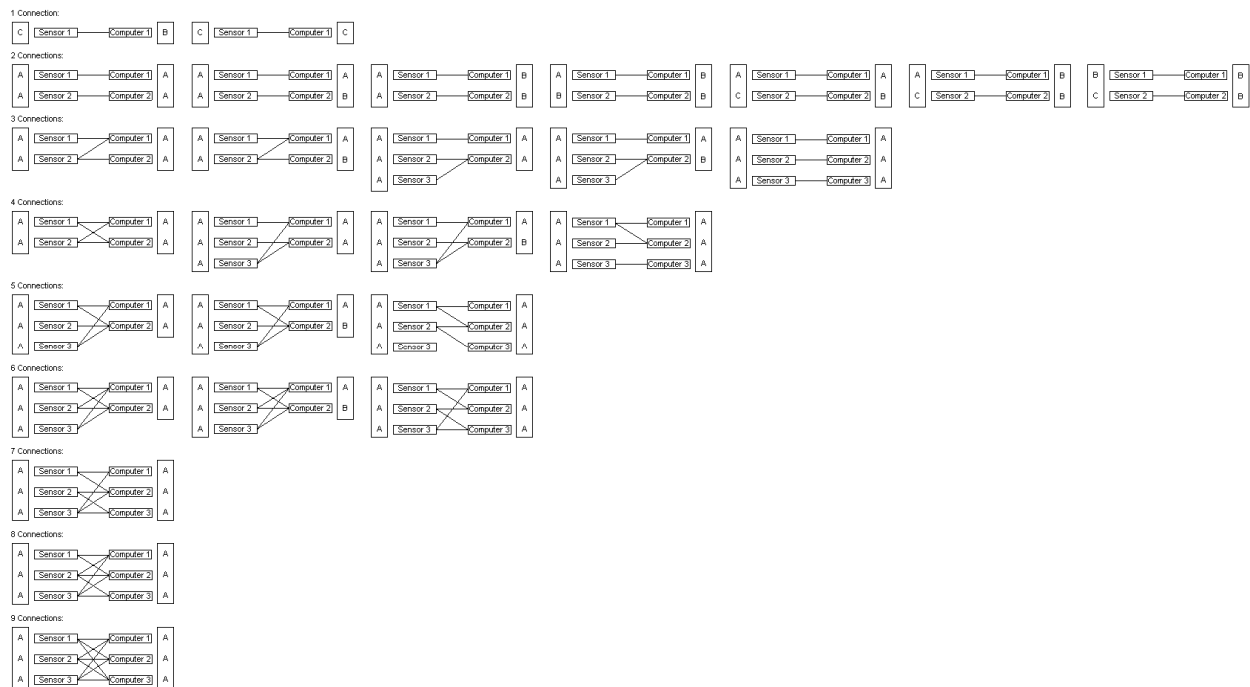 1 Connection:
C Sensor 1 Computer 1 B C Sensor 1 Computer 1 C
2 Connections:
A Sensor 1 Computer 1 A A Sensor 1 Computer 1 A A Sensor 1 Computer 1 B A Sensor 1 Computer 1 B A Sensor 1 Computer 1 A A Sensor 1 Computer 1 B B Sensor 1 Computer 1 B
A Sensor 2 Computer 2 A A Sensor 2 Computer 2 B A Sensor 2 Computer 2 B B Sensor 2 Computer 2 B C Sensor 2 Computer 2 B C Sensor 2 Computer 2 B C Sensor 2 Computer 2 B
3 Connections:
A Sensor 1 Computer 1 A A Sensor 1 Computer 1 A A Sensor 1 Computer 1 A A Sensor 1 Computer 1 A A Sensor 1 Computer 1 A
A Sensor 2 Computer 2 A A Sensor 2 Computer 2 B A Sensor 2 Computer 2 A A Sensor 2 Computer 2 B A Sensor 2 Computer 2 A
A Sensor 3 A Sensor 3 A Sensor 3 Computer 3 A
4 Connections:
A Sensor 1 Computer 1 A A Sensor 1 Computer 1 A A Sensor 1 Computer 1 A A Sensor 1 Computer 1 A
A Sensor 2 Computer 2 A A Sensor 2 Computer 2 A A Sensor 2 Computer 2 B A Sensor 2 Computer 2 A
A Sensor 3 A Sensor 3 A Sensor 3 Computer 3 A
5 Connections:
A Sensor 1 Computer 1 A A Sensor 1 Computer 1 A A Sensor 1 Computer 1 A
A Sensor 2 Computer 2 A A Sensor 2 Computer 2 B A Sensor 2 Computer 2 A
A Sensor 3 A Sensor 3 A Sensor 3 Computer 3 A
6 Connections:
A Sensor 1 Computer 1 A A Sensor 1 Computer 1 A A Sensor 1 Computer 1 A
A Sensor 2 Computer 2 A A Sensor 2 Computer 2 B A Sensor 2 Computer 2 A
A Sensor 3 A Sensor 3 A Sensor 3 Computer 3 A
7 Connections:
A Sensor 1 Computer 1 A
A Sensor 2 Computer 2 A
A Sensor 3 Computer 3 A
8 Connections:
A Sensor 1 Computer 1 A
A Sensor 2 Computer 2 A
A Sensor 3 Computer 3 A
9 Connections:
A Sensor 1 Computer 1 A
A Sensor 2 Computer 2 A
A Sensor 3 Computer 3 A